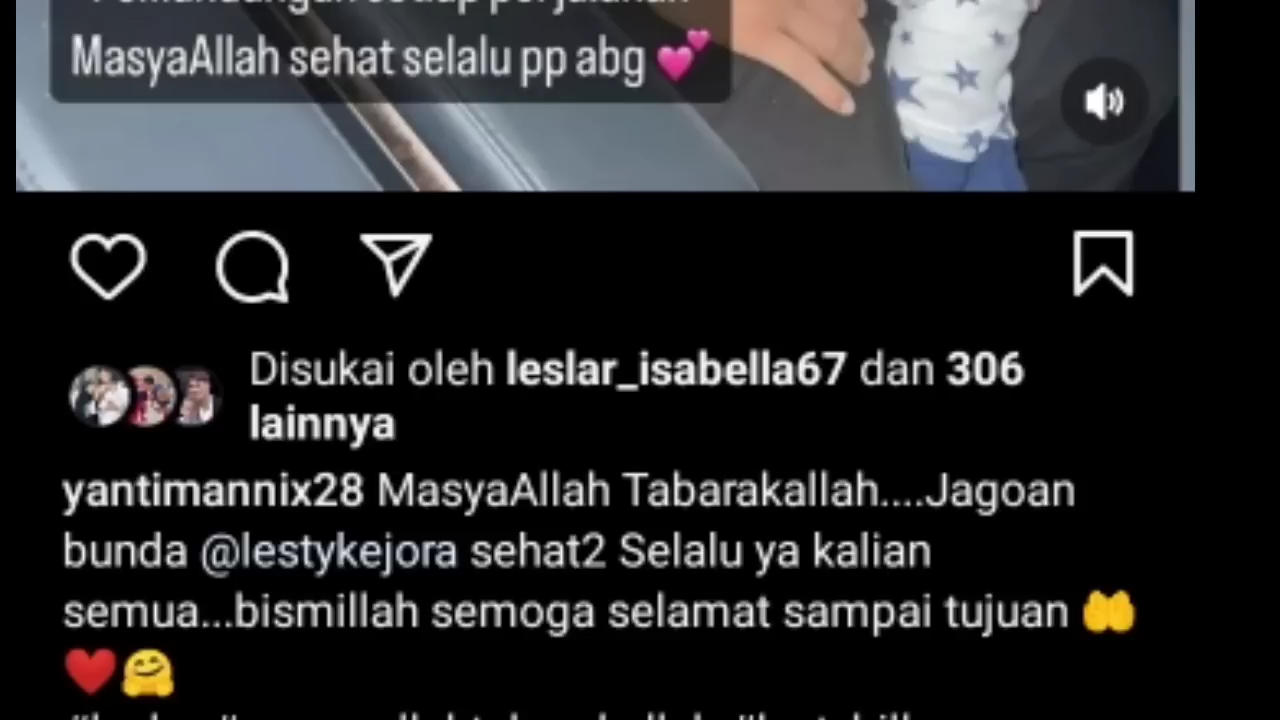 MasyaAllah sehat selalu pp abg 💕
Disukai oleh leslar_isabella67 dan 306
lainnya
yantimannix28 MasyaAllah Tabarakallah....Jagoan
bunda @lestykejora sehat2 Selalu ya kalian
semua...bismillah semoga selamat sampai tujuan 🤲
❤️🤗